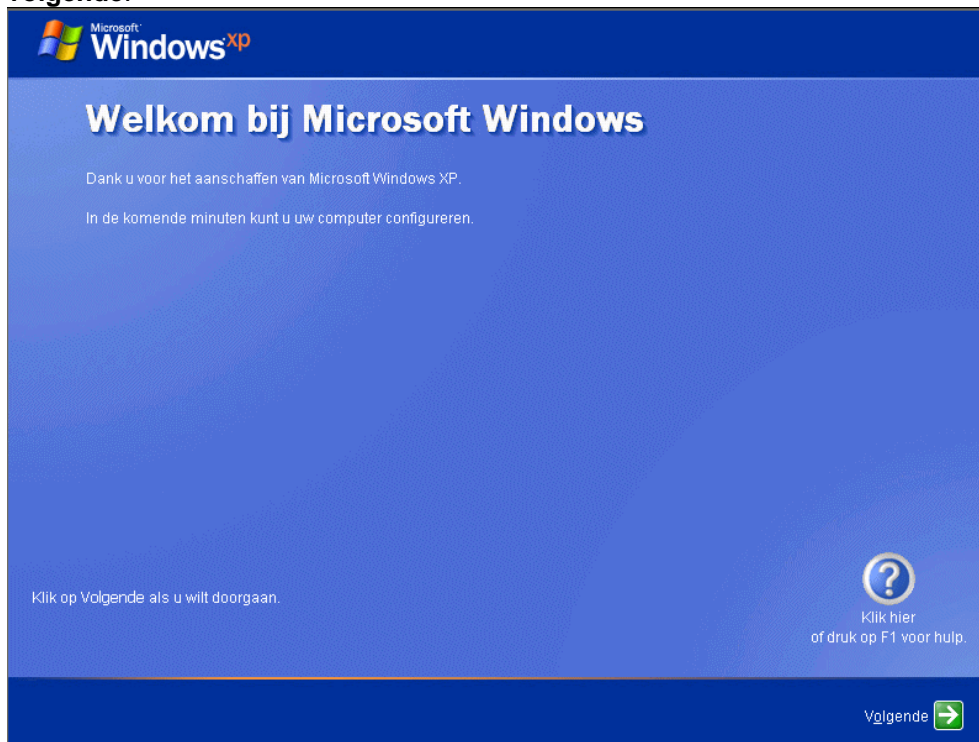 Volgende.
Microsoft
Windows xp
Welkom bij Microsoft Windows
Dank u voor het aanschaffen van Microsoft Windows XP.
In de komende minuten kunt u uw computer configureren.
Klik op Volgende als u wilt doorgaan.
Klik hier
of druk op F1 voor hulp.
Volgende